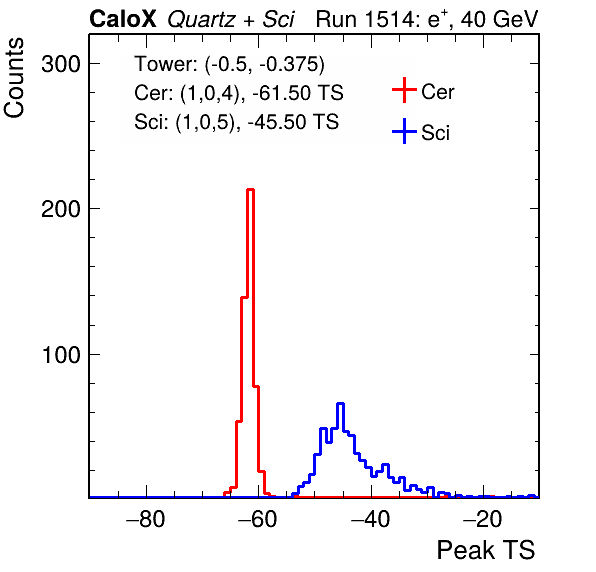 CaloX Quartz + Sci Run 1514: e⁺, 40 GeV
Counts
300
200
100
Tower: (-0.5, -0.375)
Cer: (1,0,4), -61.50 TS
Sci: (1,0,5), -45.50 TS
Cer
Sci
−80 −60 −40 −20
Peak TS